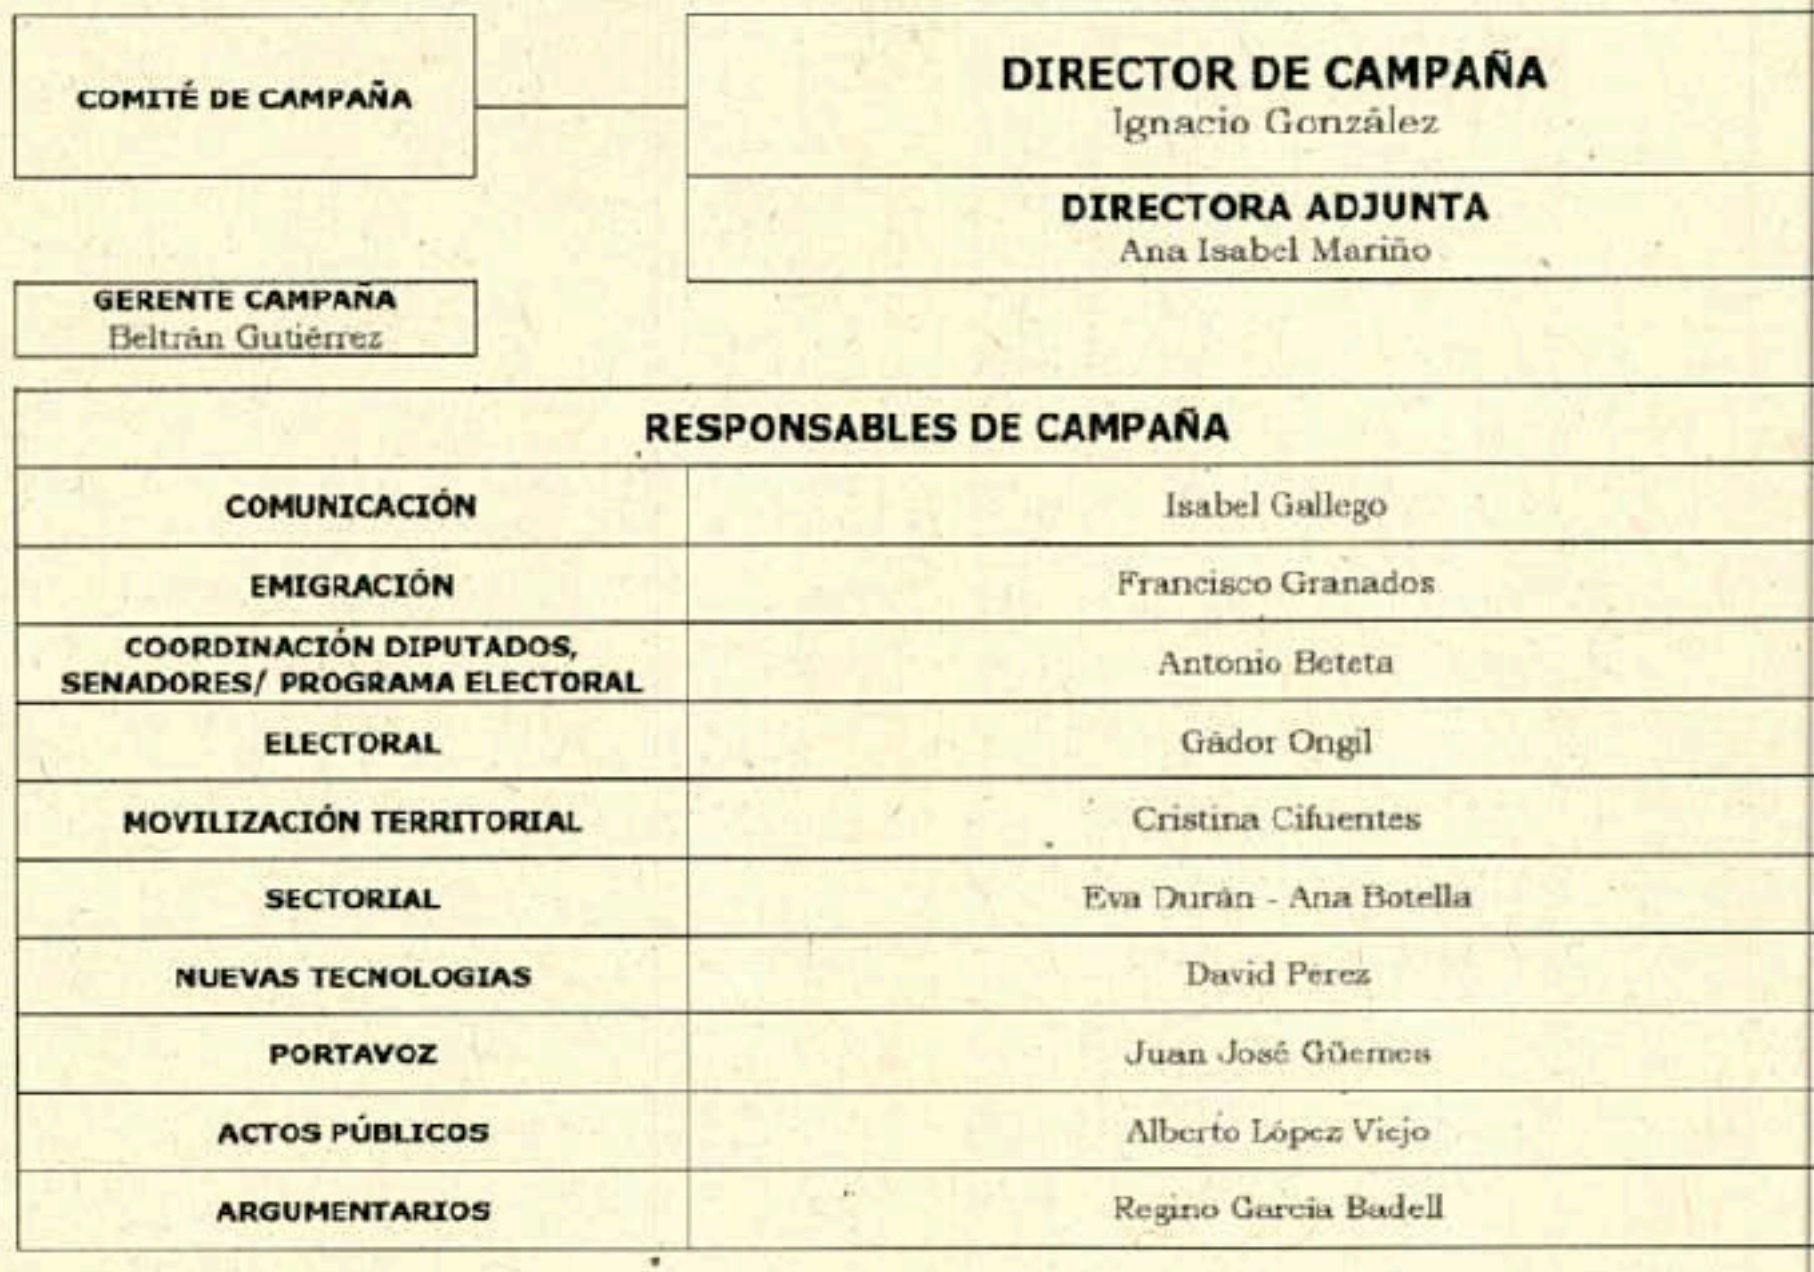 COMITÉ DE CAMPAÑA
DIRECTOR DE CAMPAÑA
Ignacio González
DIRECTORA ADJUNTA
Ana Isabel Mariño
GERENTE CAMPAÑA
Beltrán Gutiérrez
RESPONSABLES DE CAMPAÑA
COMUNICACIÓN
Isabel Gallego
EMIGRACIÓN
Francisco Granados
COORDINACIÓN DIPUTADOS,
SENADORES/ PROGRAMA ELECTORAL
Antonio Beteta
ELECTORAL
Gádor Ongil
MOVILIZACIÓN TERRITORIAL
Cristina Cifuentes
SECTORIAL
Eva Durán - Ana Botella
NUEVAS TECNOLOGIAS
David Pérez
PORTAVOZ
Juan José Güemes
ACTOS PÚBLICOS
Alberto López Viejo
ARGUMENTARIOS
Regino García Badell